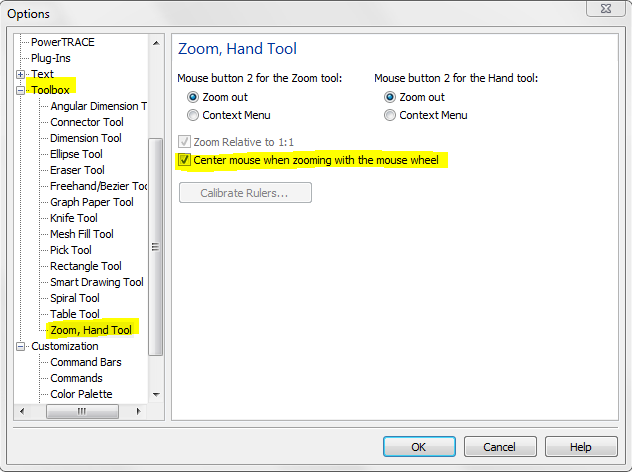 Options
PowerTRACE
Plug-Ins
Text
Toolbox
Angular Dimension T
Connector Tool
Dimension Tool
Ellipse Tool
Eraser Tool
Freehand/Bezier To
Graph Paper Tool
Knife Tool
Mesh Fill Tool
Pick Tool
Rectangle Tool
Smart Drawing Tool
Spiral Tool
Table Tool
Zoom, Hand Tool
Customization
Command Bars
Commands
Color Palette
Zoom, Hand Tool
Mouse button 2 for the Zoom tool:
Zoom out
Context Menu
Mouse button 2 for the Hand tool:
Zoom out
Context Menu
Zoom Relative to 1:1
Center mouse when zooming with the mouse wheel
Calibrate Rulers...
OK
Cancel
Help